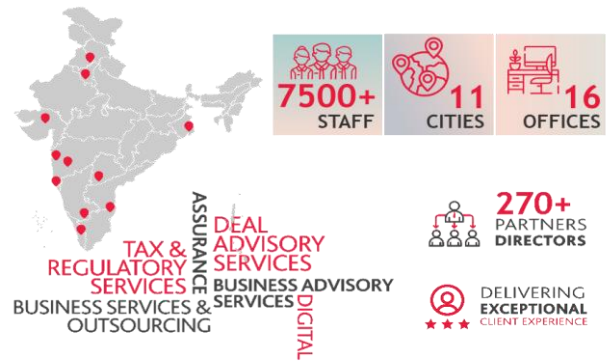 7500+
STAFF
11
CITIES
16
OFFICES
270+
PARTNERS
DIRECTORS
DELIVERING
EXCEPTIONAL
CLIENT EXPERIENCE
ASSURANCE
DEAL
ADVISORY
SERVICES
TAX &
REGULATORY
SERVICES
BUSINESS ADVISORY
SERVICES
BUSINESS SERVICES &
OUTSOURCING
DIGITAL